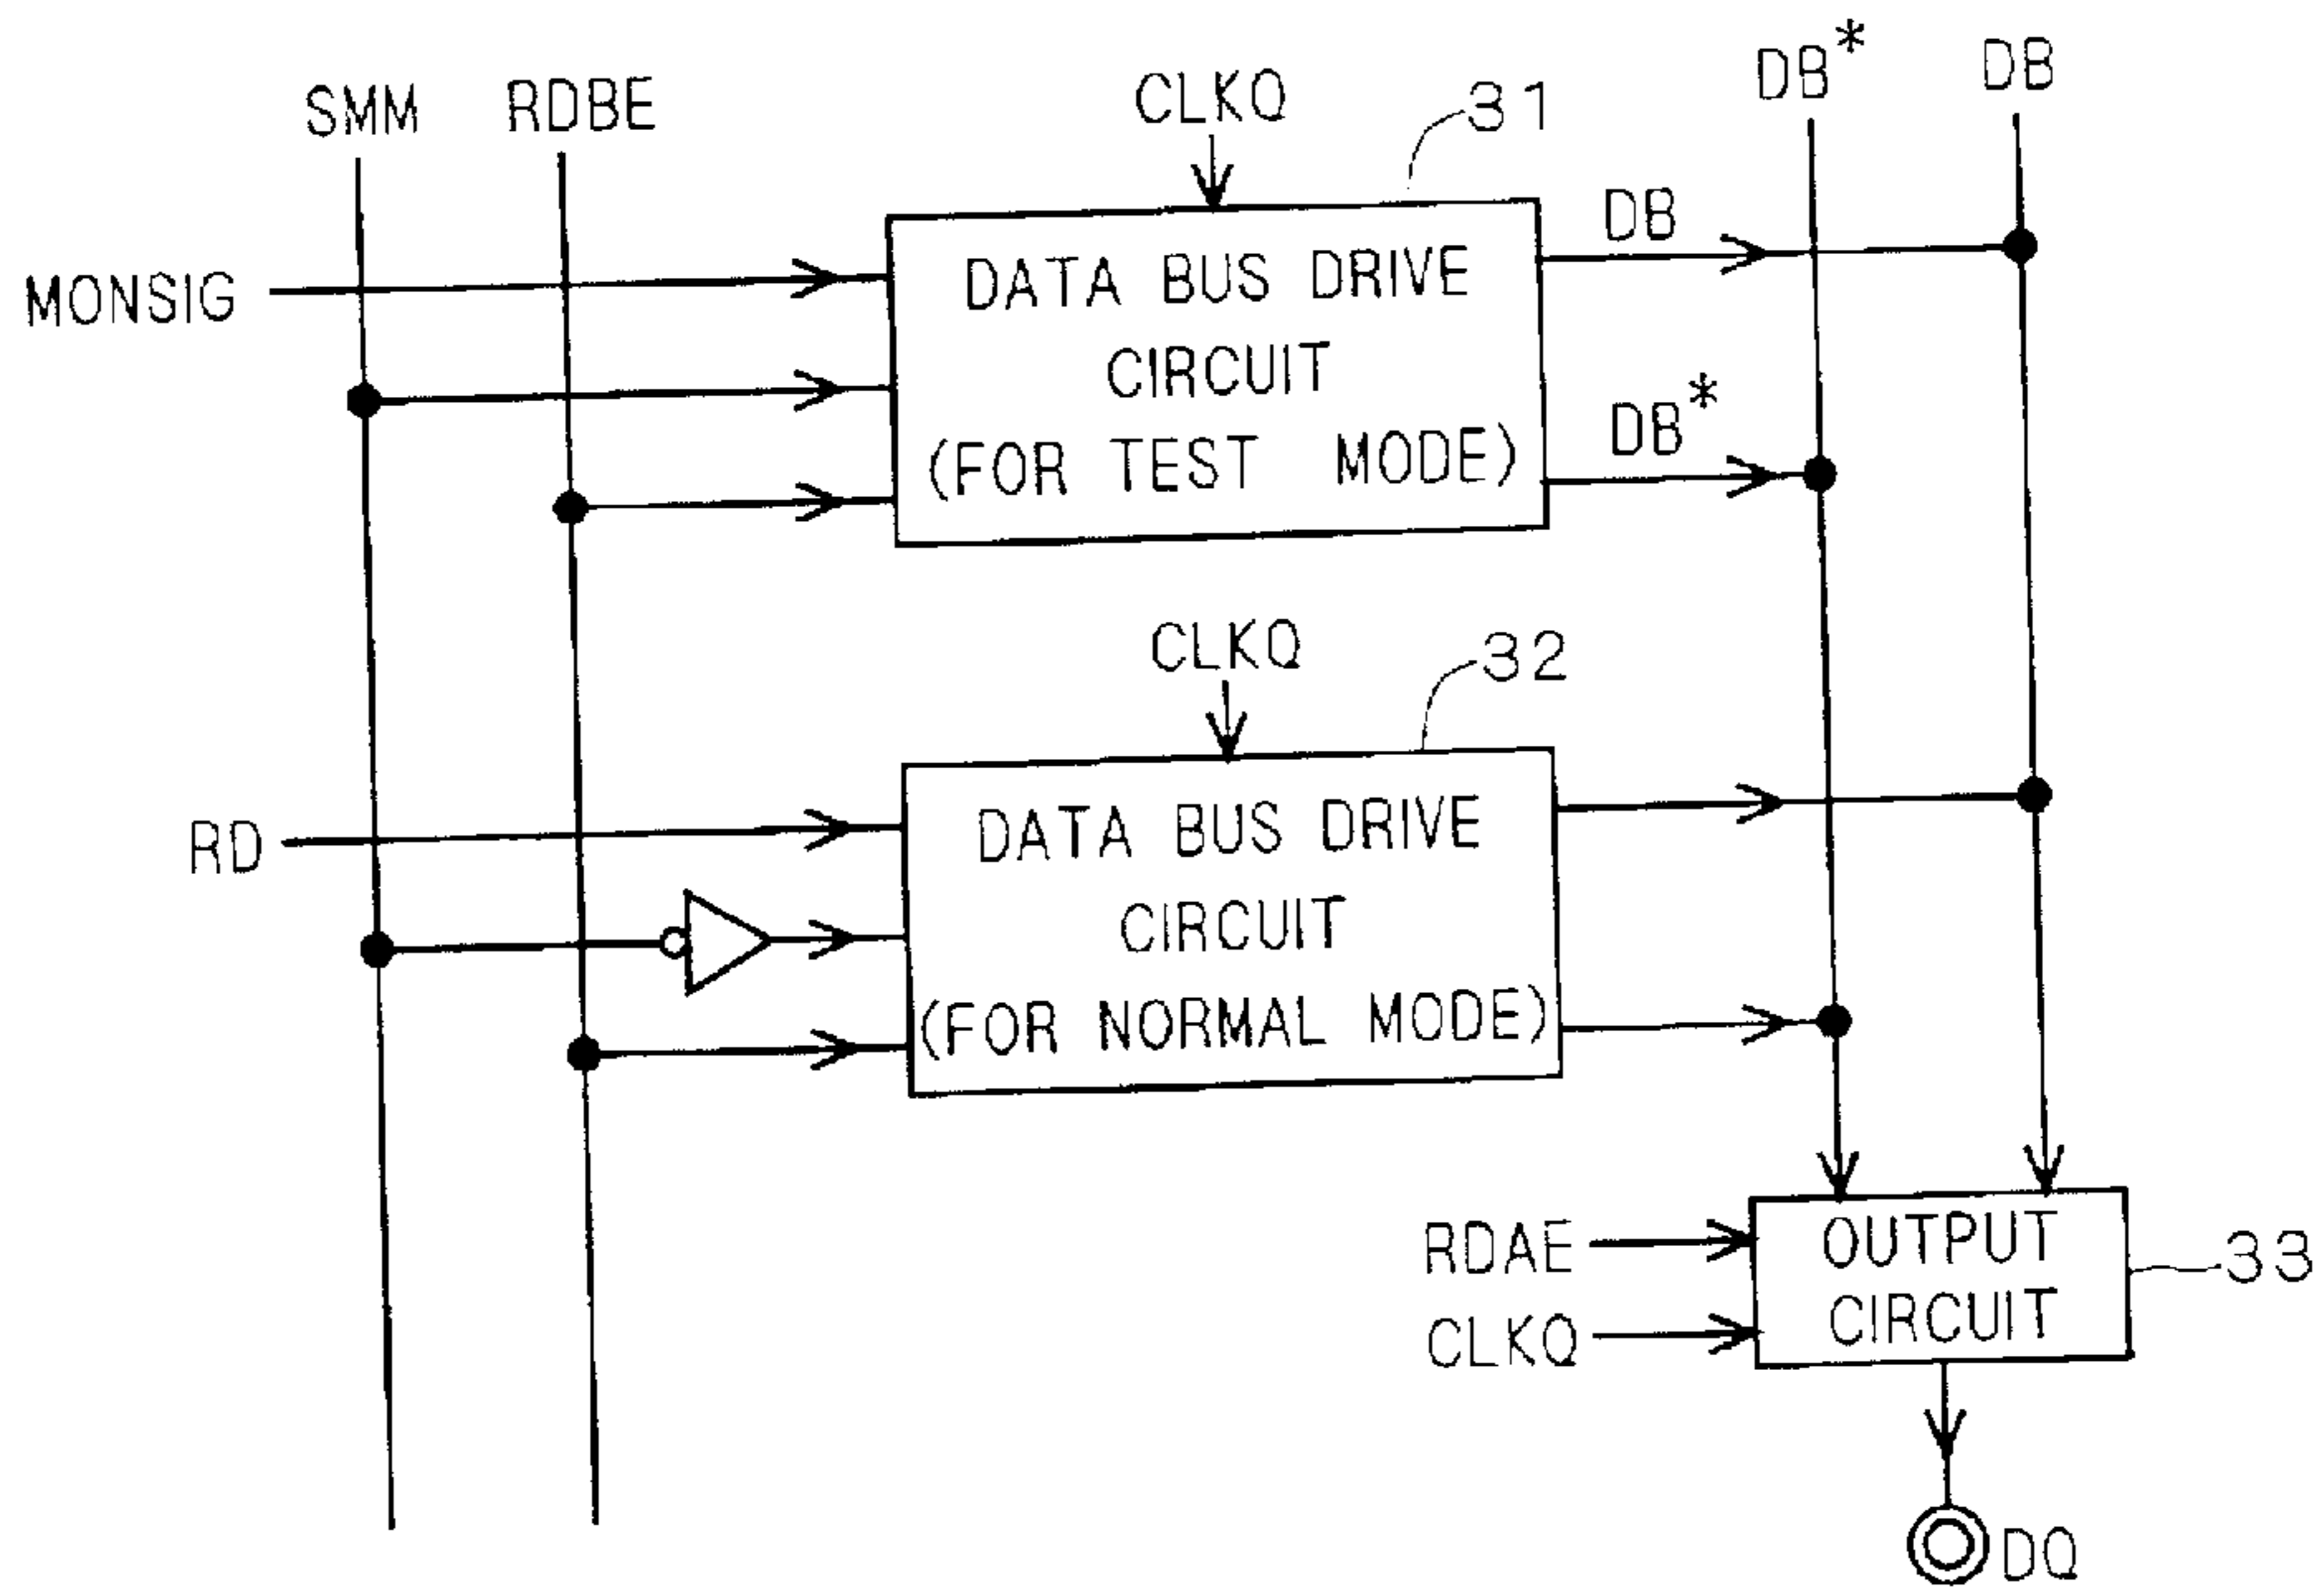 SMM
RDBE
CLKQ
31
DB*
DB
MONSIG
DATA BUS DRIVE
CIRCUIT
(FOR TEST MODE)
DB
DB*
CLKQ
32
RD
DATA BUS DRIVE
CIRCUIT
(FOR NORMAL MODE)
RDAE
CLKQ
OUTPUT
CIRCUIT
33
DQ